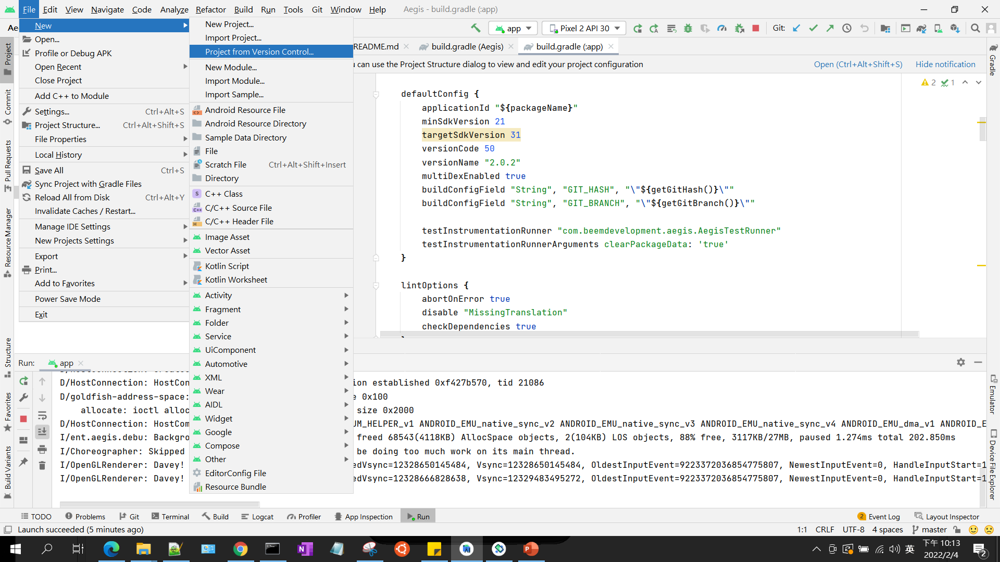 File Edit View Navigate Code Analyze Refactor Build Run Tools Git Window Help Aegis - build.gradle (:app)
Ae
app Pixel 2 API 30 Git:
README.md build.gradle (Aegis) build.gradle (:app)
can use the Project Structure dialog to view and edit your project configuration Open (Ctrl+Alt+Shift+S) Hide notification
New
Open...
Profile or Debug APK
Open Recent
Close Project
Add C++ to Module
Settings... Ctrl+Alt+S
Project Structure... Ctrl+Alt+Shift+S
File Properties
Local History
Save All Ctrl+S
Sync Project with Gradle Files
Reload All from Disk Ctrl+Alt+Y
Invalidate Caches / Restart...
Manage IDE Settings
New Projects Settings
Export
Print...
Add to Favorites
Power Save Mode
Exit
New Project...
Import Project...
Project from Version Control...
New Module...
Import Module...
Import Sample...
Android Resource File
Android Resource Directory
Sample Data Directory
File
Scratch File Ctrl+Alt+Shift+Insert
Directory
S C++ Class
C++ C/C++ Source File
H C/C++ Header File
Image Asset
Vector Asset
Kotlin Script
Kotlin Worksheet
Activity
Fragment
Folder
Service
UiComponent
Automotive
XML
Wear
AIDL
Widget
Google
Compose
Other
EditorConfig File
Resource Bundle
2 1
defaultConfig {
applicationId "${packageName}"
minSdkVersion 21
targetSdkVersion 31
versionCode 50
versionName "2.0.2"
multiDexEnabled true
buildConfigField "String", "GIT_HASH", "\"${getGitHash()}\""
buildConfigField "String", "GIT_BRANCH", "\"${getGitBranch()}\""
testInstrumentationRunner "com.beemdevelopment.aegis.AegisTestRunner"
testInstrumentationRunnerArguments clearPackageData: 'true'
}
lintOptions {
abortOnError true
disable "MissingTranslation"
checkDependencies true
Project
Commit
Pull Requests
Resource Manager
Structure
Favorites
Build Variants
Gradle
Emulator
Device File Explorer
Run: app
D/HostConnection: HostCon ion established 0xf427b570, tid 21086
D/goldfish-address-space: e 0x100
allocate: ioctl alloc size 0x2000
D/HostConnection: HostCom UM_HELPER_v1 ANDROID_EMU_native_sync_v2 ANDROID_EMU_native_sync_v3 ANDROID_EMU_native_sync_v4 ANDROID_EMU_dma_v1 ANDROID_E
I/ent.aegis.debu: Backgro freed 68543(4118KB) AllocSpace objects, 2(104KB) LOS objects, 88% free, 3117KB/27MB, paused 1.274ms total 202.850ms
I/Choreographer: Skipped be doing too much work on its main thread.
I/OpenGLRenderer: Davey! edVsync=12328650145484, Vsync=12328650145484, OldestInputEvent=9223372036854775807, NewestInputEvent=0, HandleInputStart=1
I/OpenGLRenderer: Davey! edVsync=12328666828638, Vsync=12329483495272, OldestInputEvent=9223372036854775807, NewestInputEvent=0, HandleInputStart=1
TODO Problems Git Terminal Build Logcat Profiler App Inspection Run 2 Event Log Layout Inspector
Launch succeeded (5 minutes ago) 1:1 CRLF UTF-8 4 spaces master
英 下午 10:13
2022/2/4
2